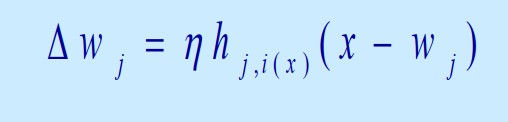 Δw_j = ηh_{j,i(x)}(x − w_j)